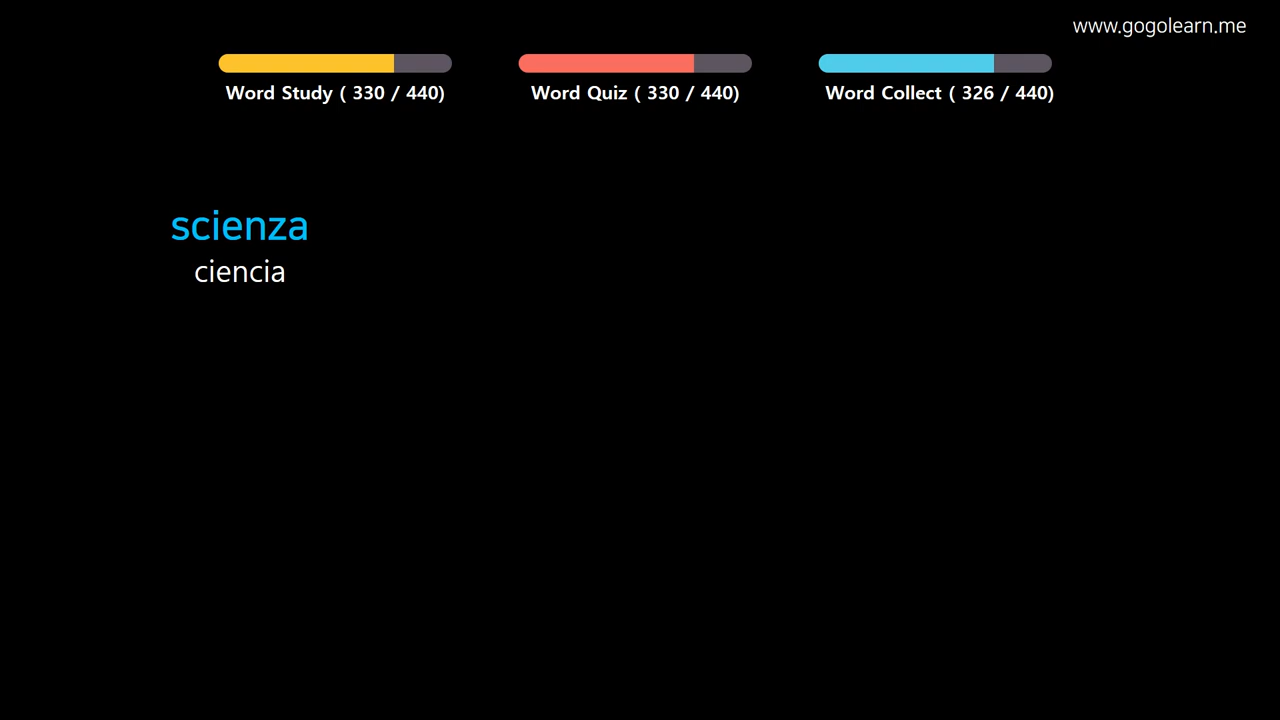 www.gogolearn.me
Word Study ( 330 / 440)
Word Quiz ( 330 / 440)
Word Collect ( 326 / 440)
scienza
ciencia